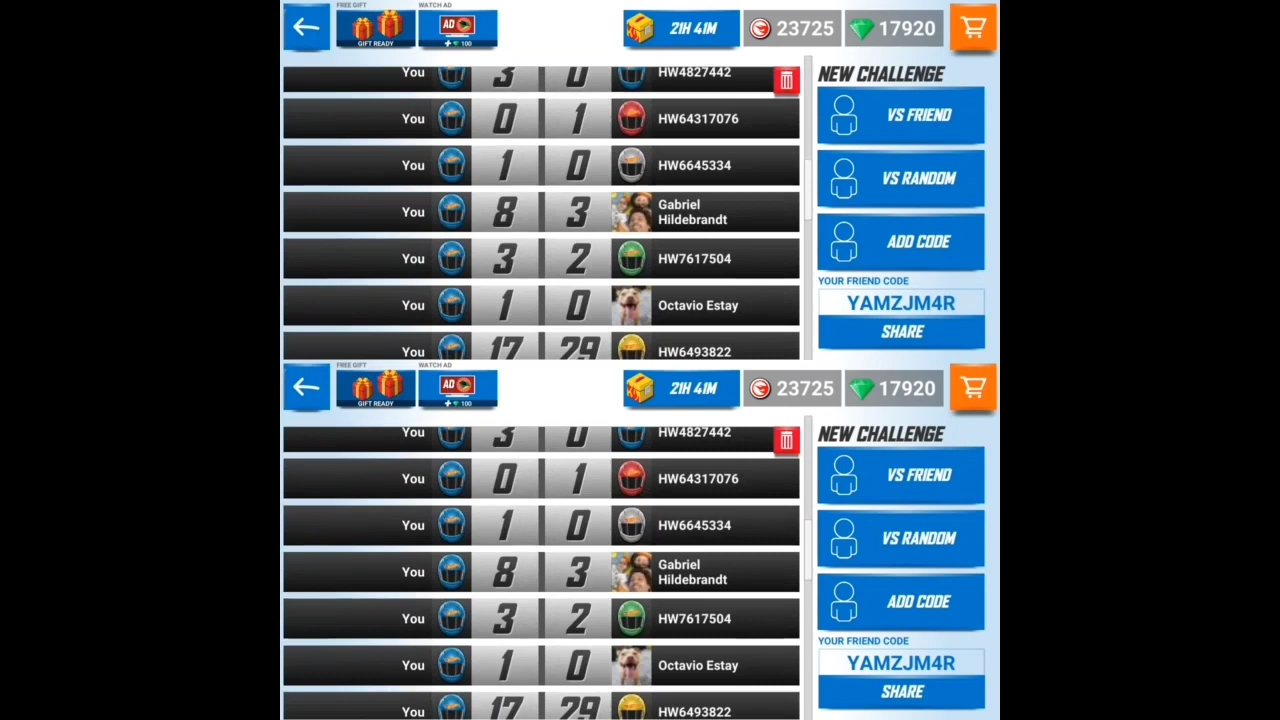 FREE GIFT
WATCH AD
GIFT READY
AD
+ 100
21H 41M
23725
17920
You 3 0 HW4827442
You 0 1 HW64317076
You 1 0 HW6645334
You 8 3 Gabriel
Hildebrandt
You 3 2 HW7617504
You 1 0 Octavio Estay
You 17 29 HW6493822
NEW CHALLENGE
VS FRIEND
VS RANDOM
ADD CODE
YOUR FRIEND CODE
YAMZJM4R
SHARE
FREE GIFT
WATCH AD
GIFT READY
AD
+ 100
21H 41M
23725
17920
You 3 0 HW4827442
You 0 1 HW64317076
You 1 0 HW6645334
You 8 3 Gabriel
Hildebrandt
You 3 2 HW7617504
You 1 0 Octavio Estay
You 17 29 HW6493822
NEW CHALLENGE
VS FRIEND
VS RANDOM
ADD CODE
YOUR FRIEND CODE
YAMZJM4R
SHARE